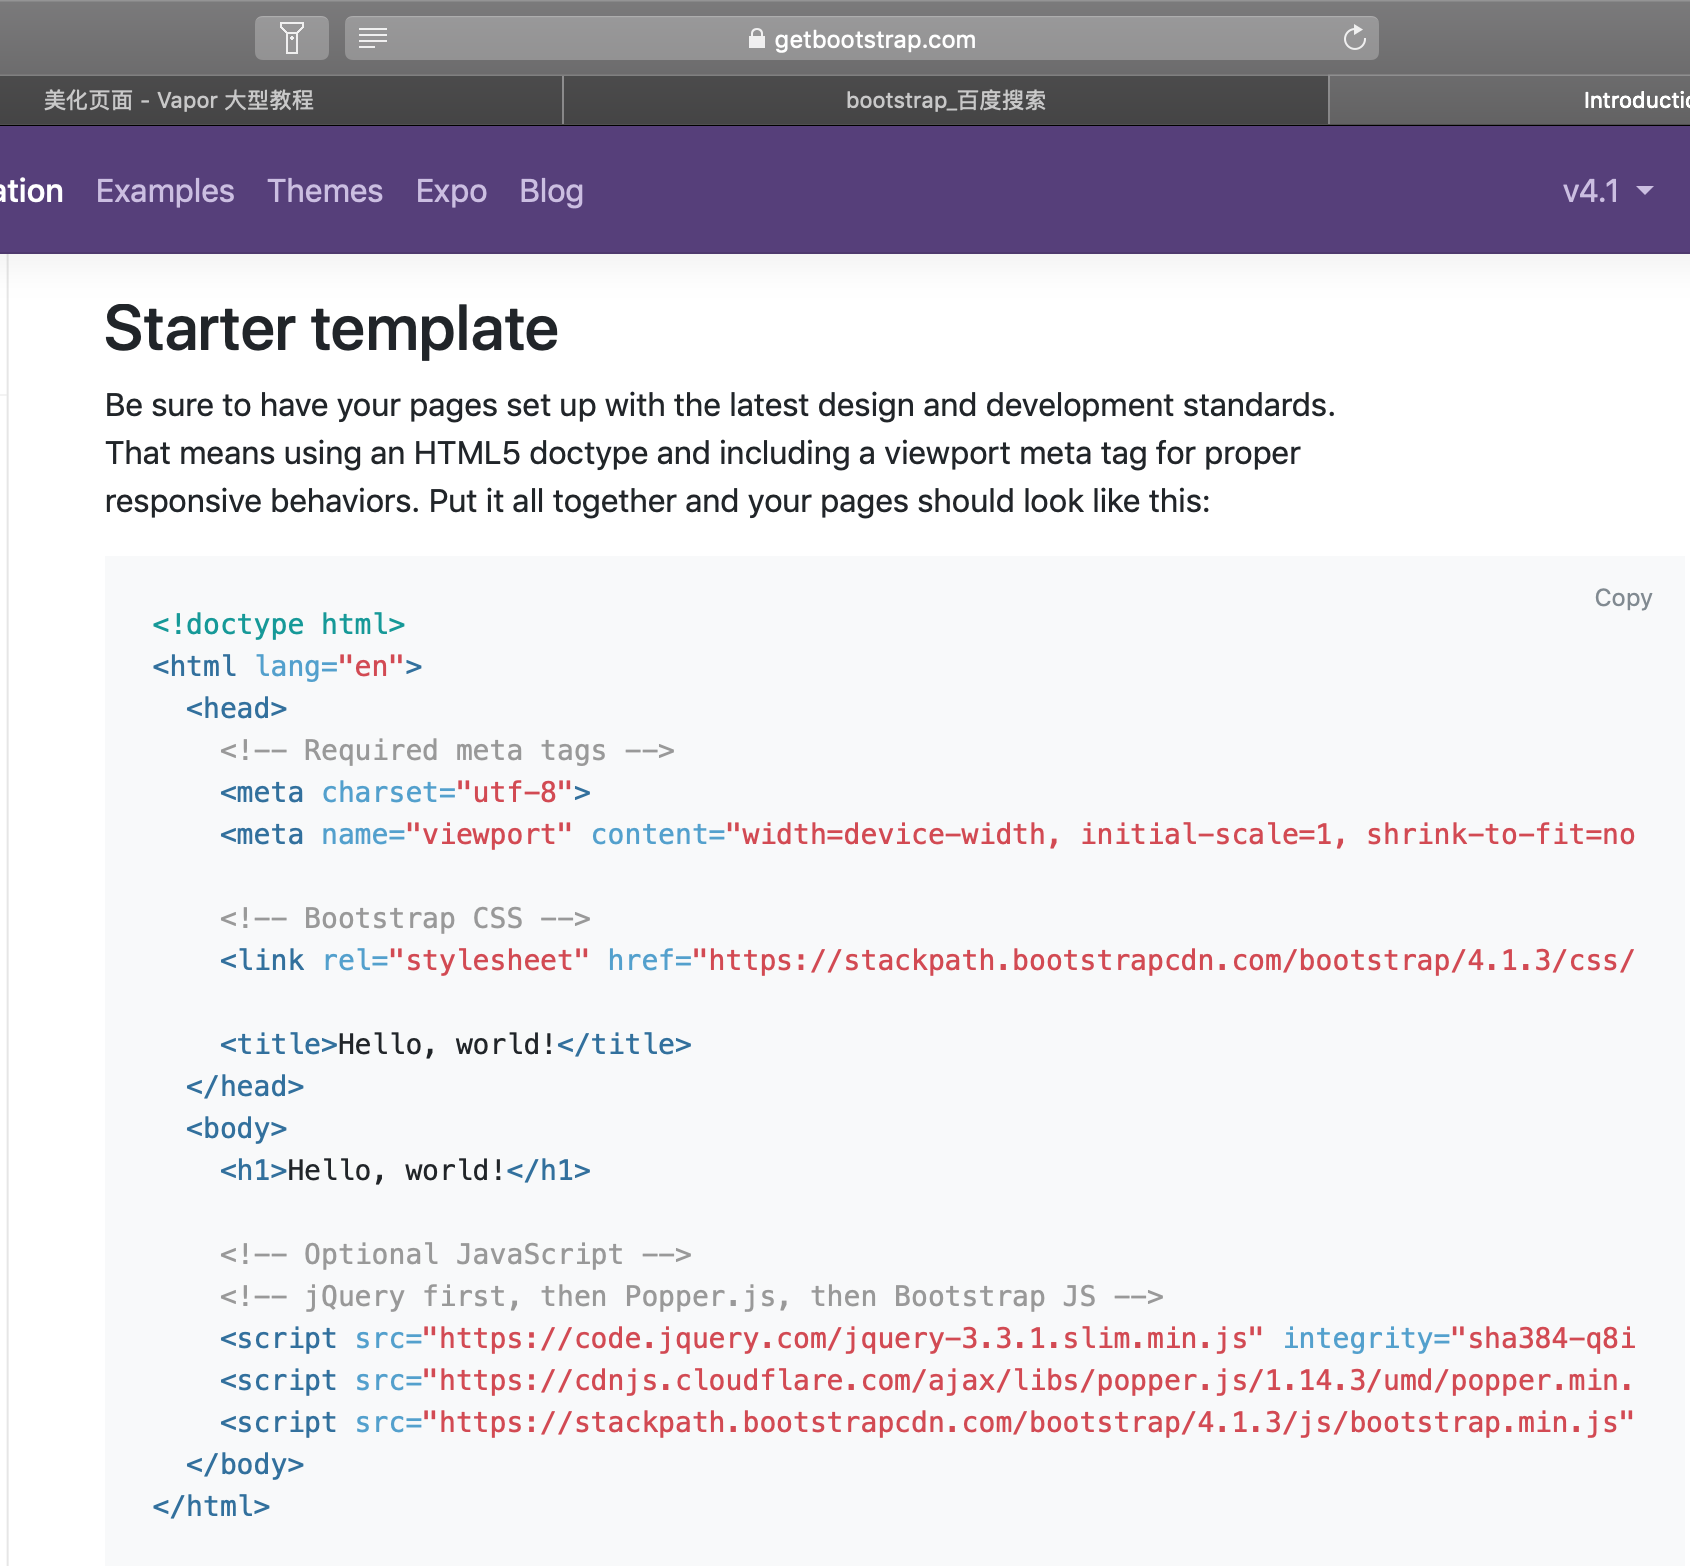 getbootstrap.com
美化页面 - Vapor 大型教程
bootstrap_百度搜索
Introductio
ation Examples Themes Expo Blog v4.1
Starter template
Be sure to have your pages set up with the latest design and development standards.
That means using an HTML5 doctype and including a viewport meta tag for proper
responsive behaviors. Put it all together and your pages should look like this:
Copy
<!doctype html>
<html lang="en">
<head>
<!-- Required meta tags -->
<meta charset="utf-8">
<meta name="viewport" content="width=device-width, initial-scale=1, shrink-to-fit=no
<!-- Bootstrap CSS -->
<link rel="stylesheet" href="https://stackpath.bootstrapcdn.com/bootstrap/4.1.3/css/
<title>Hello, world!</title>
</head>
<body>
<h1>Hello, world!</h1>
<!-- Optional JavaScript -->
<!-- jQuery first, then Popper.js, then Bootstrap JS -->
<script src="https://code.jquery.com/jquery-3.3.1.slim.min.js" integrity="sha384-q8i
<script src="https://cdnjs.cloudflare.com/ajax/libs/popper.js/1.14.3/umd/popper.min.
<script src="https://stackpath.bootstrapcdn.com/bootstrap/4.1.3/js/bootstrap.min.js"
</body>
</html>